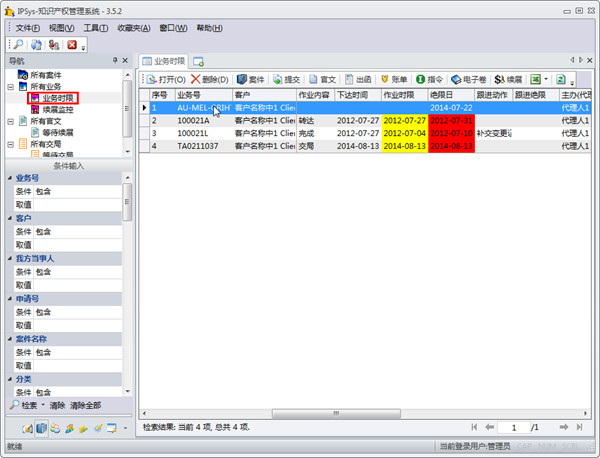 IPSys-知识产权管理系统 - 3.5.2
文件(F) 视图(V) 工具(T) 收藏夹(A) 窗口(W) 帮助(H)
导航
所有案件
所有业务
业务时限
续展监控
所有官文
等待续展
所有交局
等待交局
条件输入
业务号
条件 包含
取值
客户
条件 包含
取值
我方当事人
条件 包含
取值
申请号
条件 包含
取值
案件名称
条件 包含
取值
分类
条件 包含
检索 清除 清除全部
业务时限
打开(O) 删除(D) 案件 提交 官文 出函 账单 指令 电子卷 续展
序号 业务号 客户 作业内容 下达时间 作业时限 绝限日 跟进动作 跟进绝限 主办(代理
1 客户名称中1 Clien 2014-07-22 代理人1
2 100021A 客户名称中1 Clien 转达 2012-07-27 2012-07-27 2012-07-31 代理人1
3 100021L 客户名称中1 Clien 完成 2012-07-27 2012-07-04 2012-07-10 补交变更证 代理人1
4 TA0211037 客户名称中1 Clien 交局 2014-08-13 2014-08-13 2014-08-13 代理人1
检索结果: 当前 4 项, 总共 4 项.
1 /1
就绪
当前登录用户:管理员 CAP NUM SCRL